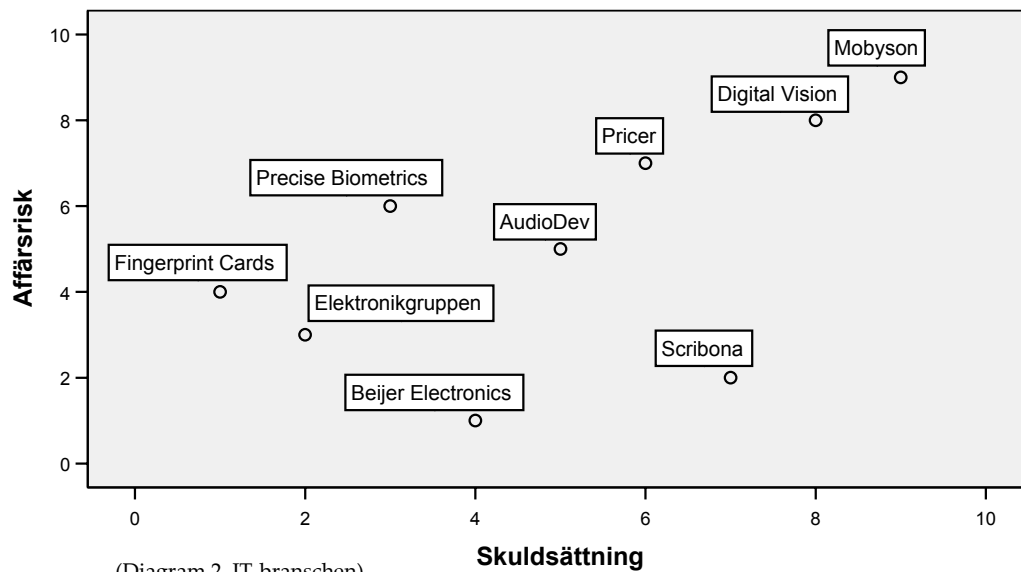 10
Mobyson
Digital Vision
8
Pricer
Precise Biometrics
6
AudioDev
Fingerprint Cards
4
Elektronikgruppen
Scribona
2
Beijer Electronics
0
Affärsrisk
0 2 4 6 8 10
Skuldsättning
(Diagram 2. IT-branschen)